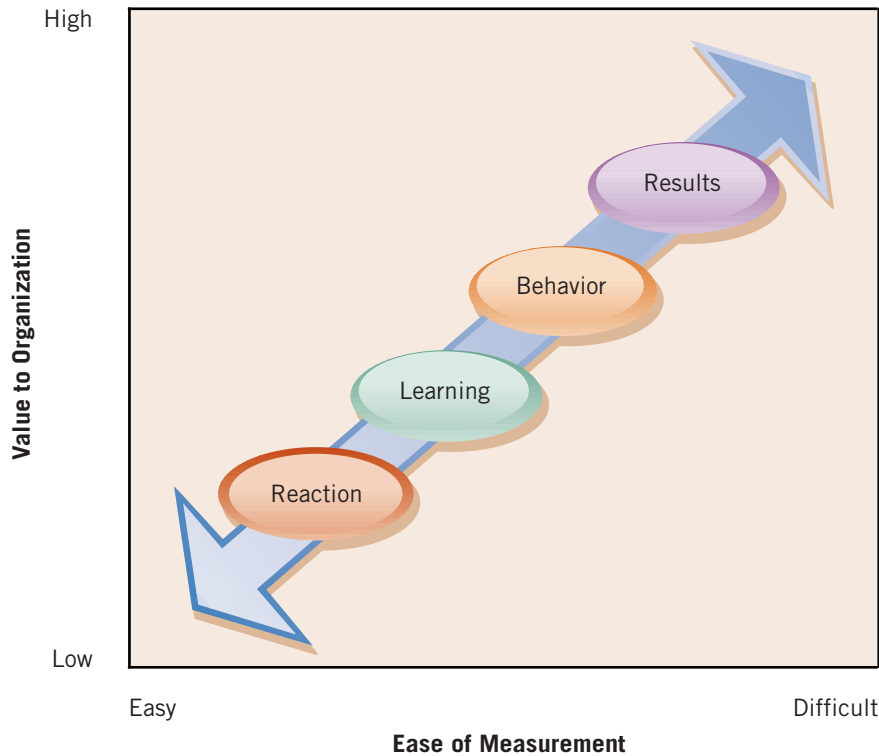 High
Results
Behavior
Value to Organization
Learning
Reaction
Low
Easy
Difficult
Ease of Measurement